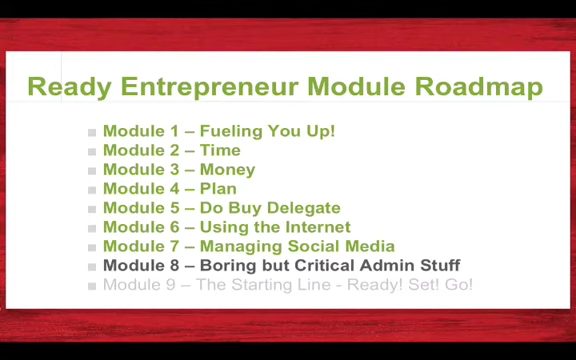 Ready Entrepreneur Module Roadmap
Module 1 – Fueling You Up!
Module 2 – Time
Module 3 – Money
Module 4 – Plan
Module 5 – Do Buy Delegate
Module 6 – Using the Internet
Module 7 – Managing Social Media
Module 8 – Boring but Critical Admin Stuff
Module 9 – The Starting Line - Ready! Set! Go!